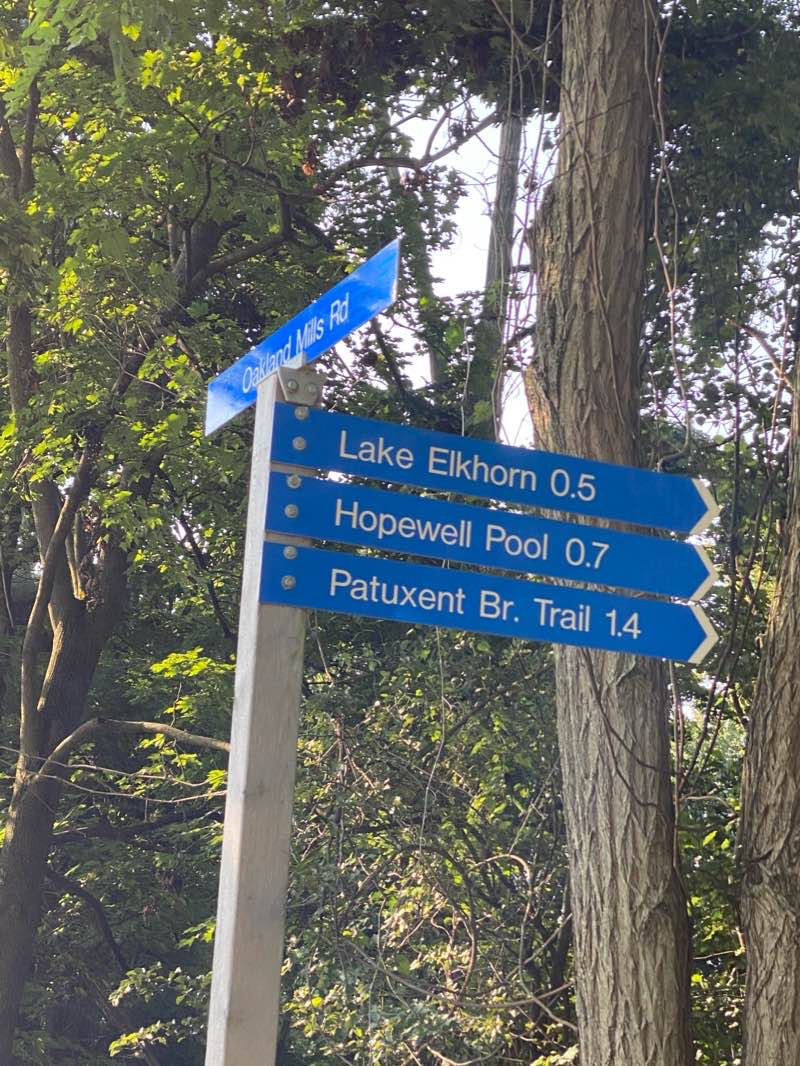 Oakland Mills Rd
Lake Elkhorn 0.5
Hopewell Pool 0.7
Patuxent Br. Trail 1.4